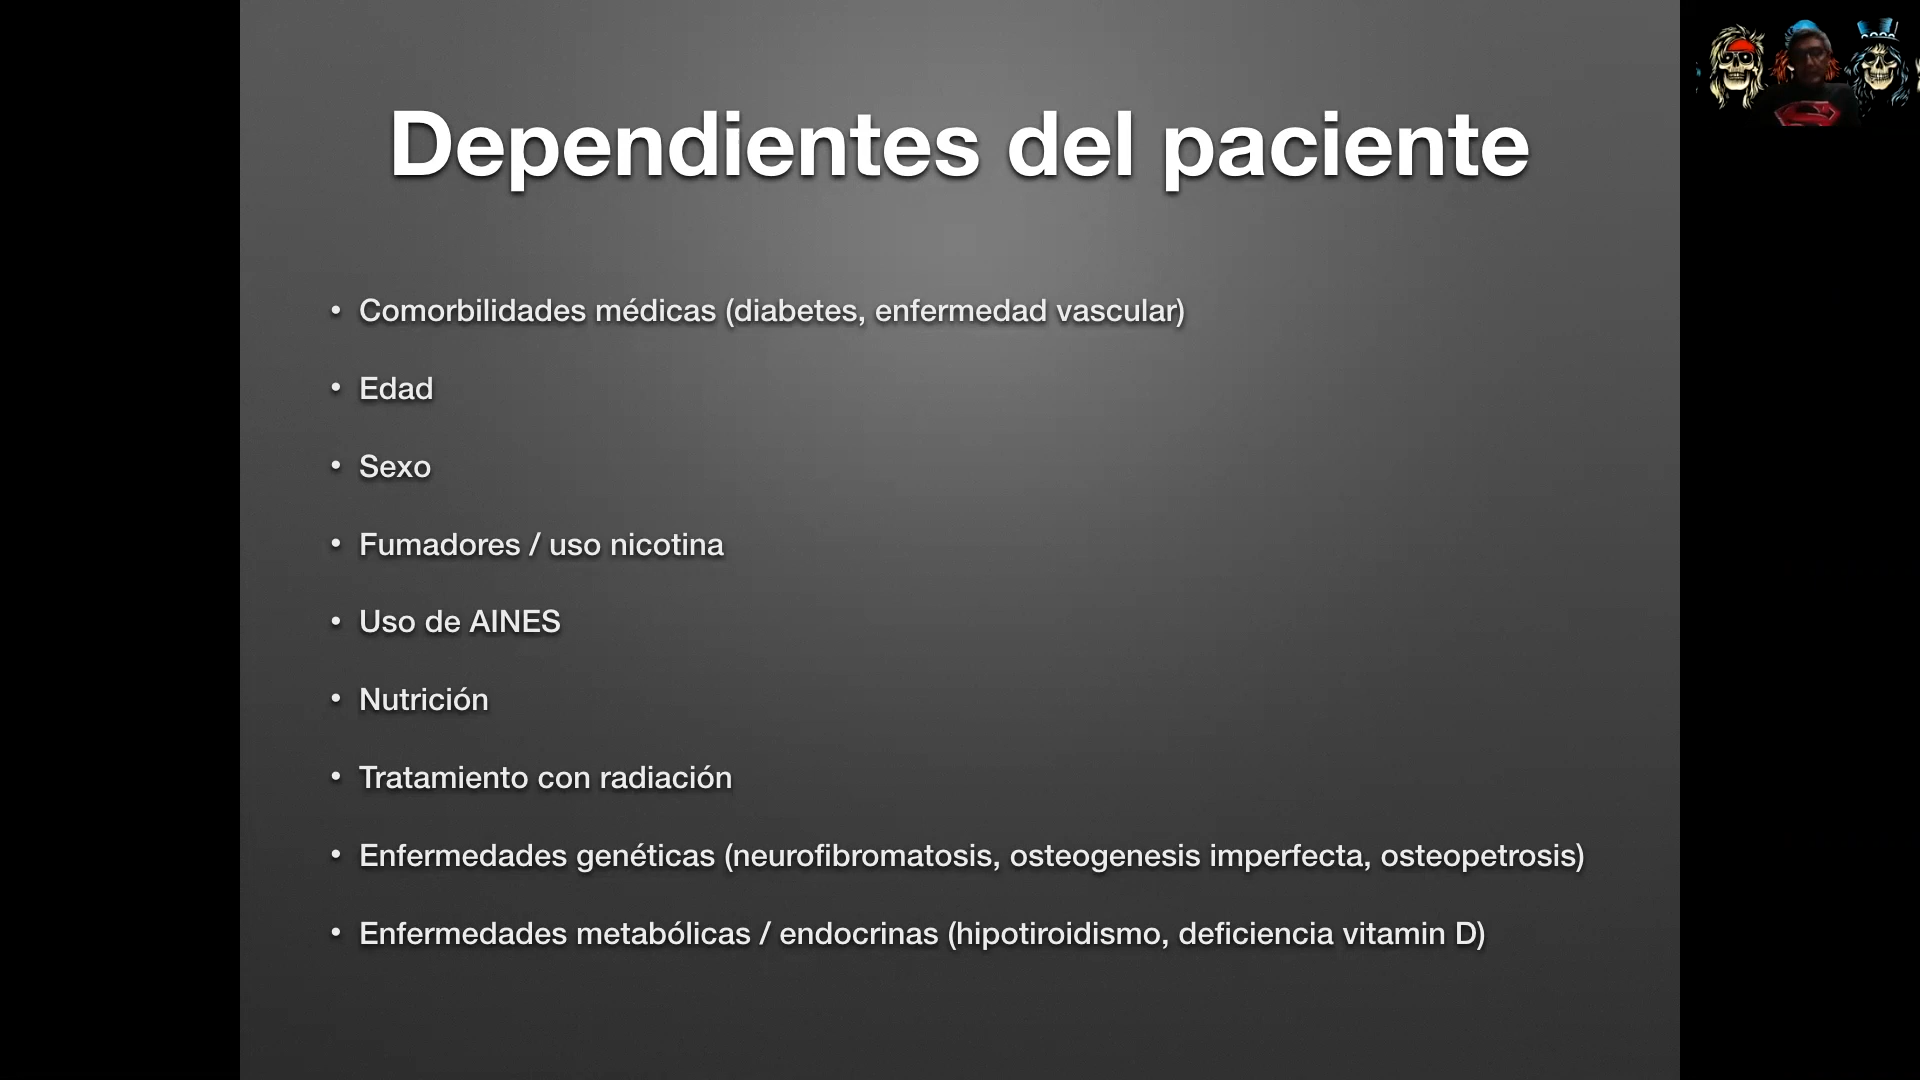 Dependientes del paciente
• Comorbilidades médicas (diabetes, enfermedad vascular)
• Edad
• Sexo
• Fumadores / uso nicotina
• Uso de AINES
• Nutrición
• Tratamiento con radiación
• Enfermedades genéticas (neurofibromatosis, osteogenesis imperfecta, osteopetrosis)
• Enfermedades metabólicas / endocrinas (hipotiroidismo, deficiencia vitamin D)